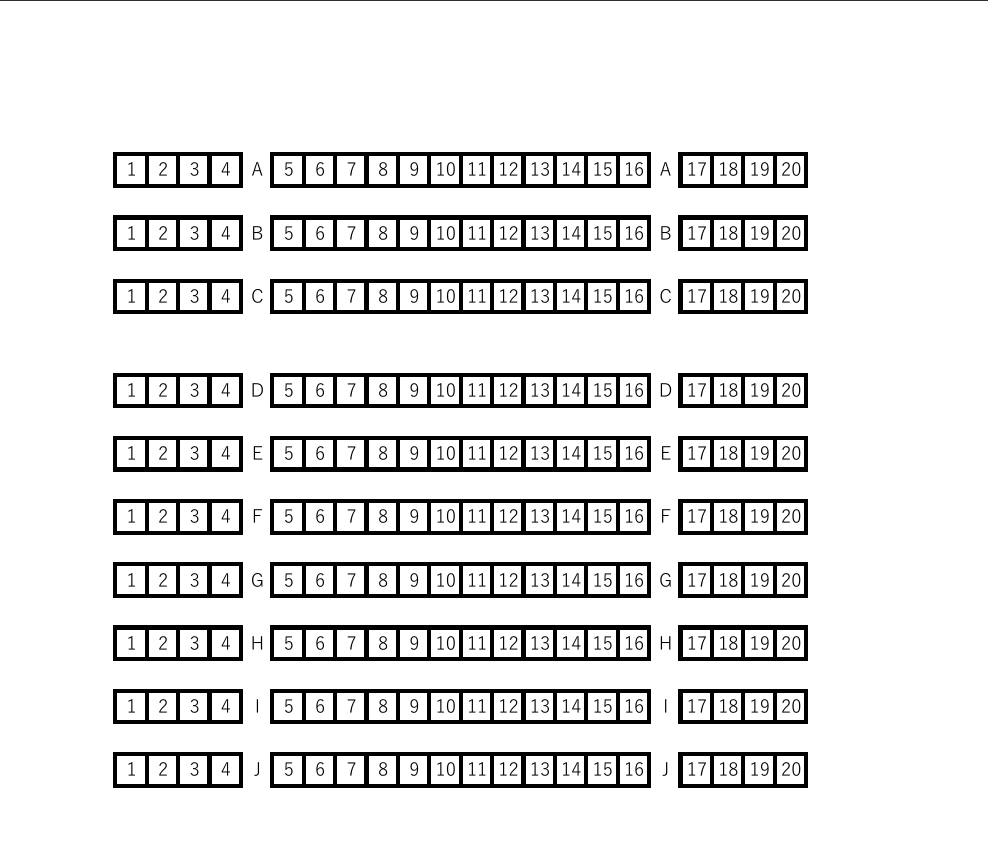 1 2 3 4 A 5 6 7 8 9 10 11 12 13 14 15 16 A 17 18 19 20
1 2 3 4 B 5 6 7 8 9 10 11 12 13 14 15 16 B 17 18 19 20
1 2 3 4 C 5 6 7 8 9 10 11 12 13 14 15 16 C 17 18 19 20
1 2 3 4 D 5 6 7 8 9 10 11 12 13 14 15 16 D 17 18 19 20
1 2 3 4 E 5 6 7 8 9 10 11 12 13 14 15 16 E 17 18 19 20
1 2 3 4 F 5 6 7 8 9 10 11 12 13 14 15 16 F 17 18 19 20
1 2 3 4 G 5 6 7 8 9 10 11 12 13 14 15 16 G 17 18 19 20
1 2 3 4 H 5 6 7 8 9 10 11 12 13 14 15 16 H 17 18 19 20
1 2 3 4 I 5 6 7 8 9 10 11 12 13 14 15 16 I 17 18 19 20
1 2 3 4 J 5 6 7 8 9 10 11 12 13 14 15 16 J 17 18 19 20